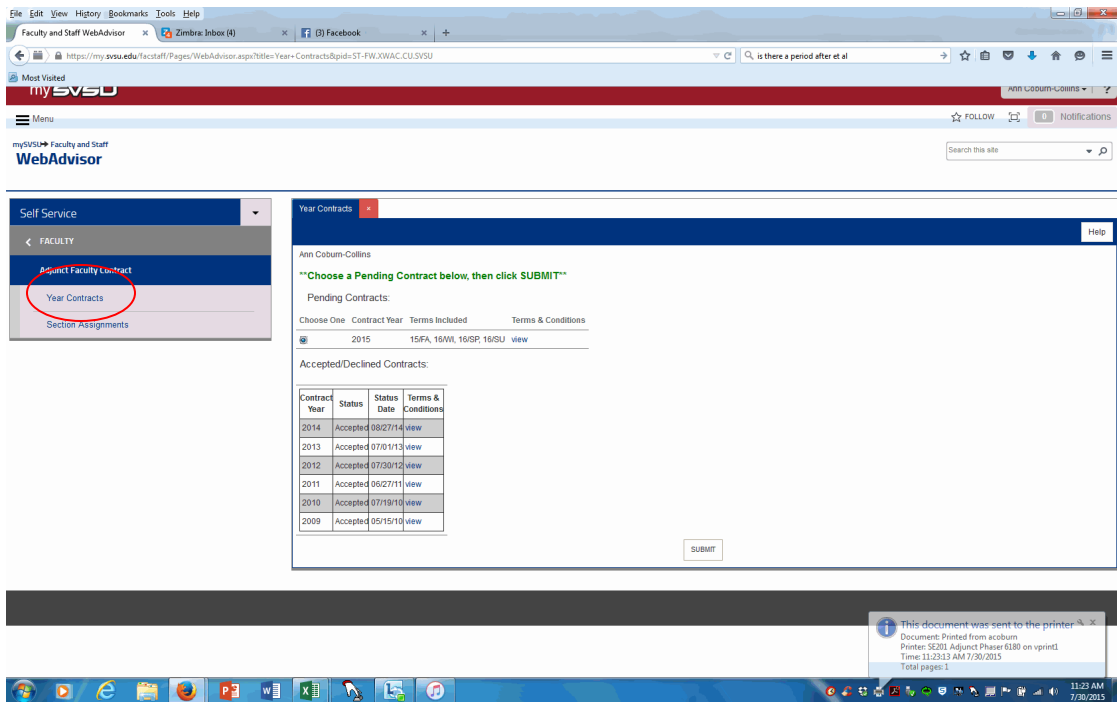 File Edit View History Bookmarks Tools Help
Faculty and Staff WebAdvisor × Zimbra: Inbox (4) × (3) Facebook × +
https://my.svsu.edu/facstaff/Pages/WebAdvisor.aspx?title=Year+Contracts&pid=ST-FW.XWAC.CU.SVSU is there a period after et al
Most Visited
my SVSU Ann Coburn-Collins ?
Menu FOLLOW 0 Notifications
mySVSU Faculty and Staff
WebAdvisor Search this site
Self Service Year Contracts ×
Help
FACULTY
Adjunct Faculty Contract
Year Contracts
Section Assignments
Ann Coburn-Collins
**Choose a Pending Contract below, then click SUBMIT**
Pending Contracts:
Choose One Contract Year Terms Included Terms & Conditions
2015 15/FA, 16/WI, 16/SP, 16/SU view
Accepted/Declined Contracts:
Contract Year Status Status Date Terms & Conditions
2014 Accepted 08/27/14 view
2013 Accepted 07/01/13 view
2012 Accepted 07/30/12 view
2011 Accepted 06/27/11 view
2010 Accepted 07/19/10 view
2009 Accepted 05/15/10 view
SUBMIT
This document was sent to the printer
Document: Printed from acoburn
Printer: SE201 Adjunct Phaser 6180 on vprint1
Time: 11:23:13 AM 7/30/2015
Total pages: 1
11:23 AM
7/30/2015